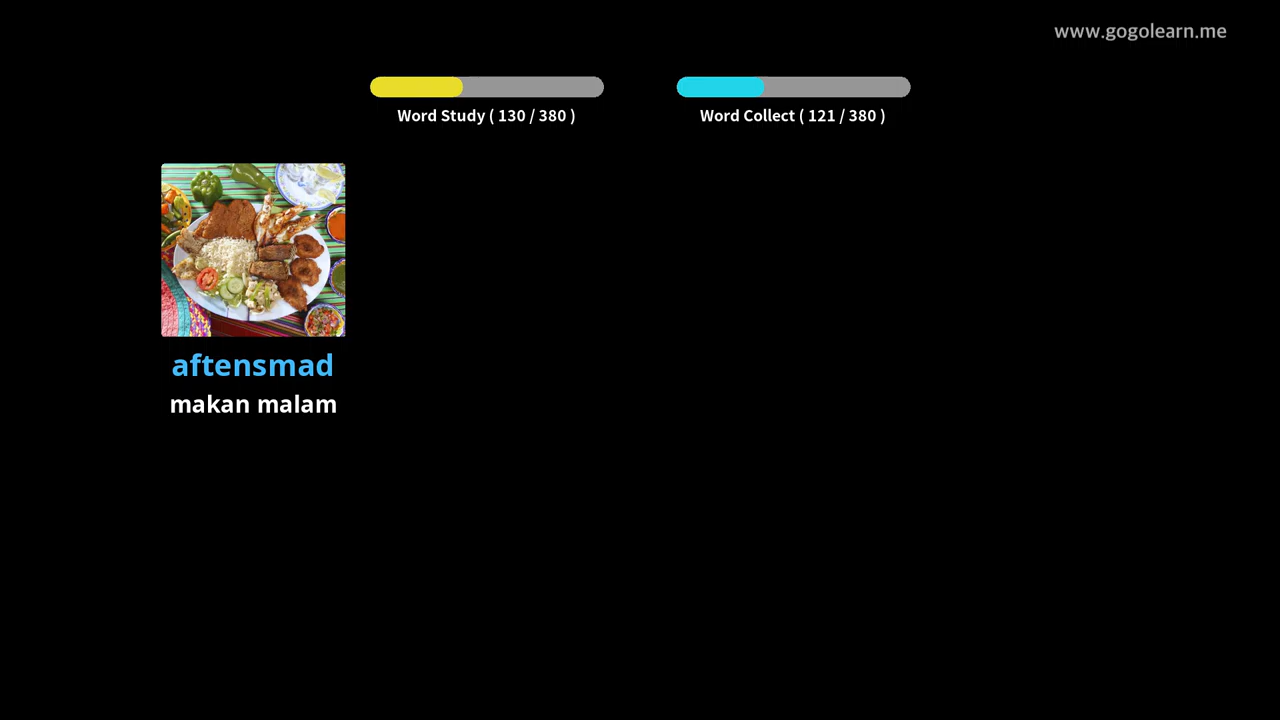 www.gogolearn.me
Word Study ( 130 / 380 )
Word Collect ( 121 / 380 )
aftensmad
makan malam